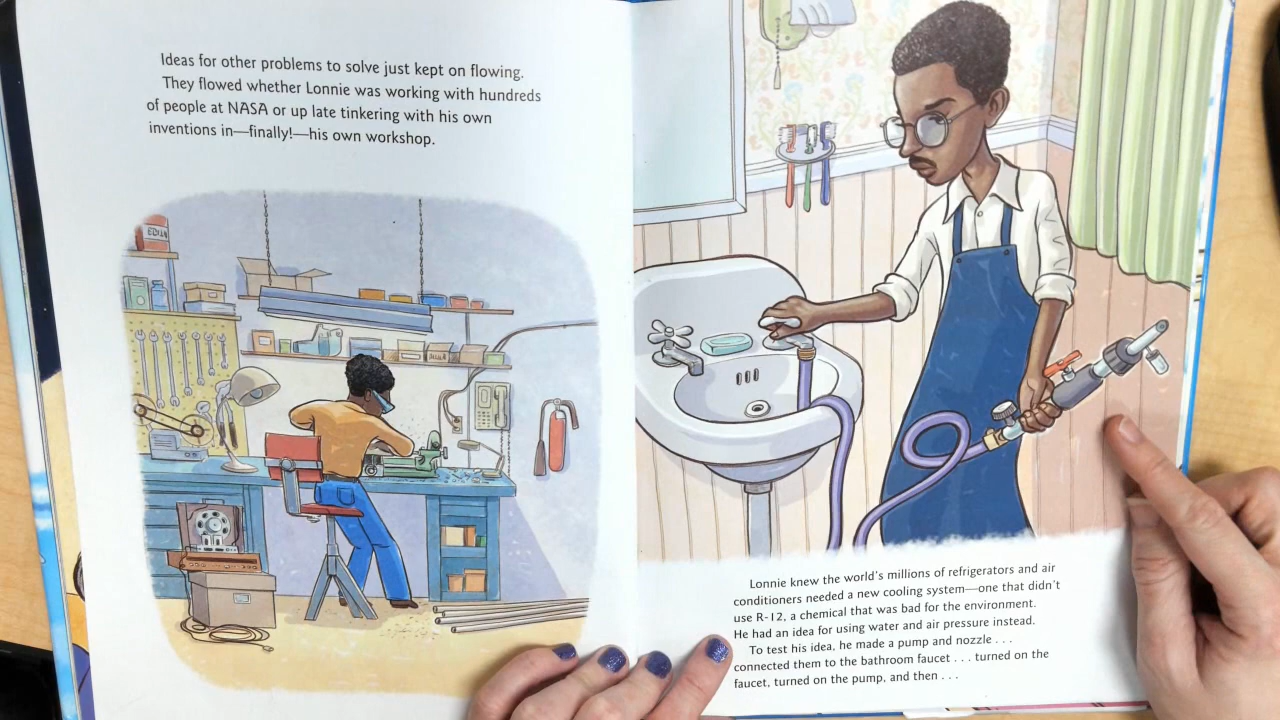 Ideas for other problems to solve just kept on flowing.
They flowed whether Lonnie was working with hundreds
of people at NASA or up late tinkering with his own
inventions in—finally!—his own workshop.
Lonnie knew the world's millions of refrigerators and air
conditioners needed a new cooling system—one that didn't
use R-12, a chemical that was bad for the environment.
He had an idea for using water and air pressure instead.
To test his idea, he made a pump and nozzle . . .
connected them to the bathroom faucet . . . turned on the
faucet, turned on the pump, and then . . .